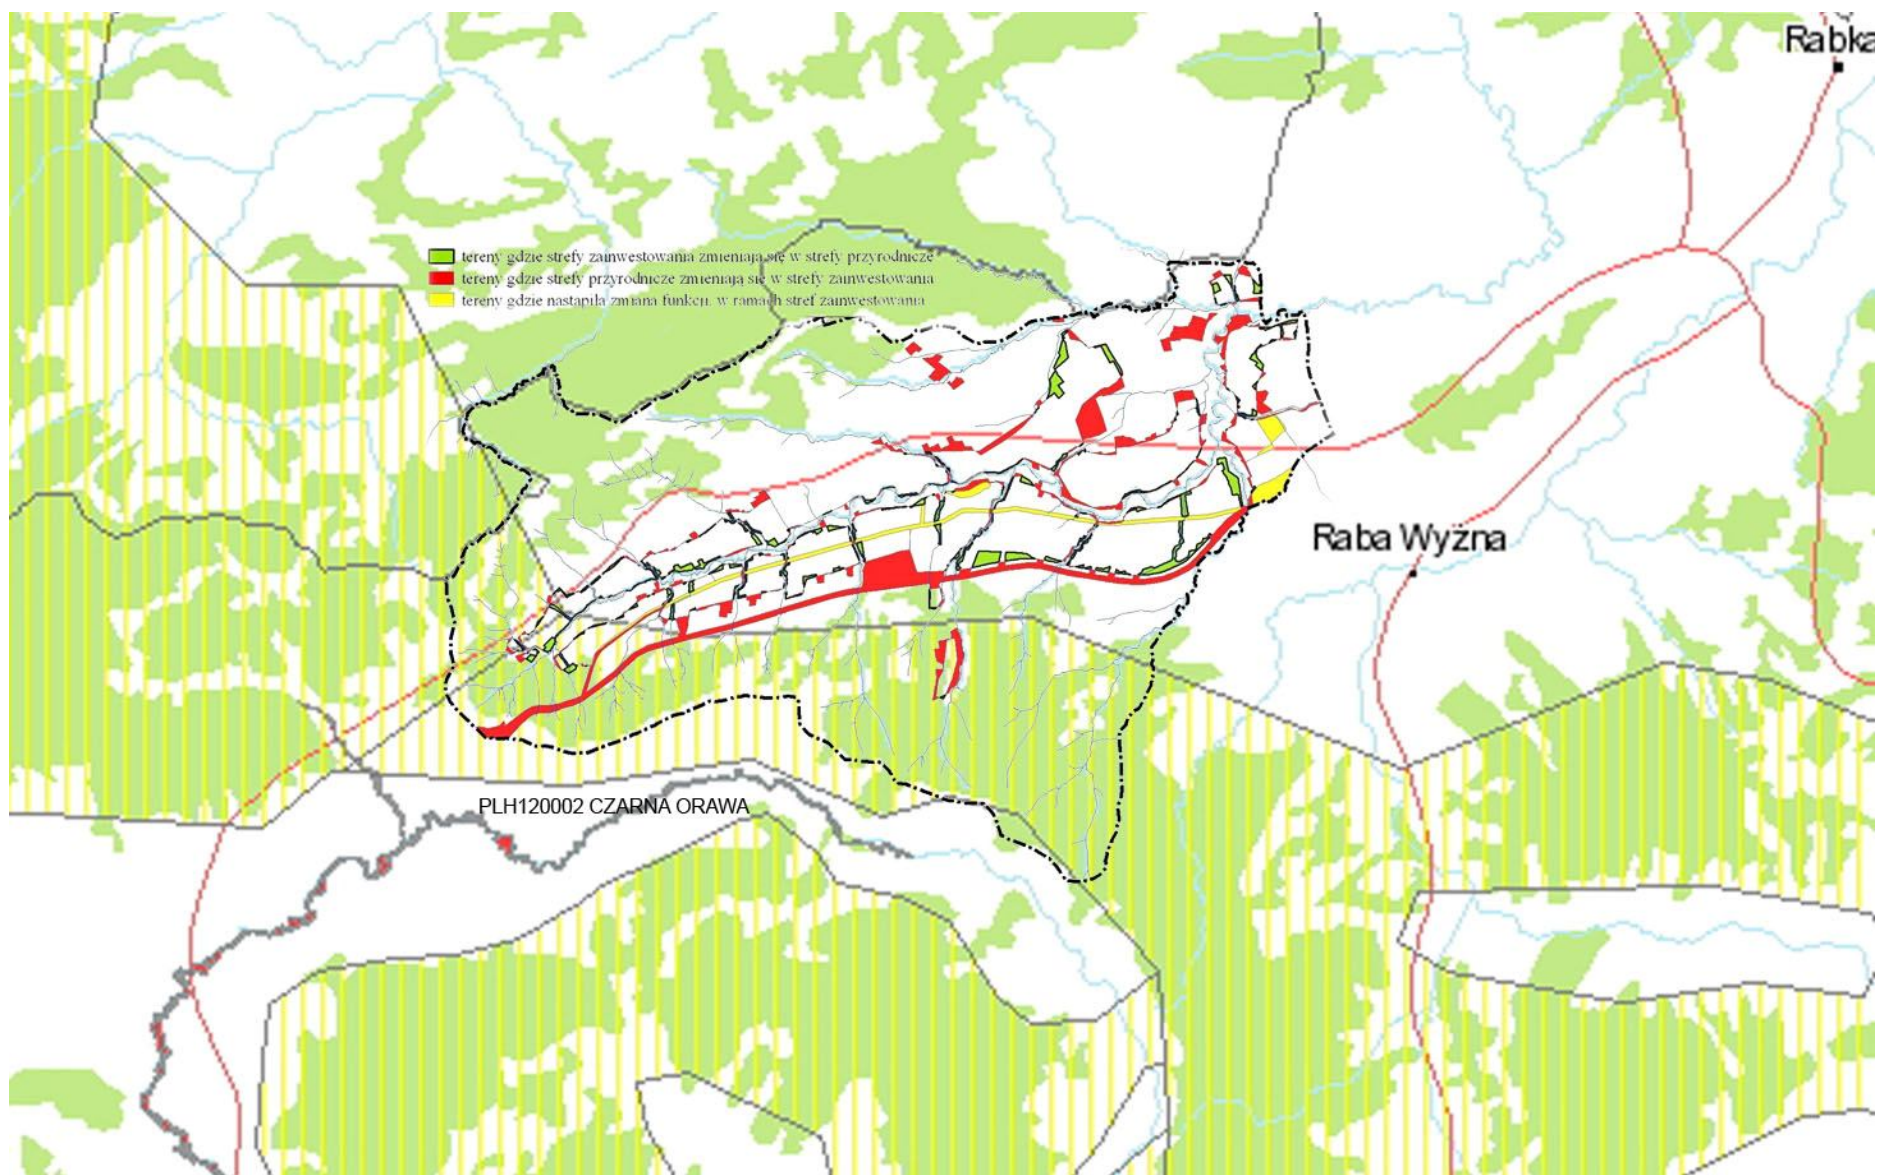 Rabka
tereny gdzie strefy zainwestowania zmieniają się w strefy przyrodnicze
tereny gdzie strefy przyrodnicze zmieniają się w strefy zainwestowania
tereny gdzie nastąpiła zmiana funkcji w ramach stref zainwestowania
Raba Wyżna
PLH120002 CZARNA ORAWA